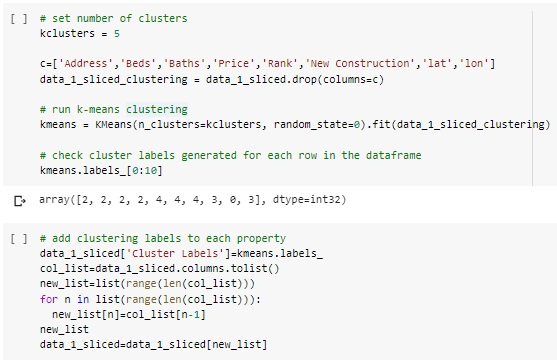 [ ] # set number of clusters
kclusters = 5
c=['Address','Beds','Baths','Price','Rank','New Construction','lat','lon']
data_1_sliced_clustering = data_1_sliced.drop(columns=c)
# run k-means clustering
kmeans = KMeans(n_clusters=kclusters, random_state=0).fit(data_1_sliced_clustering)
# check cluster labels generated for each row in the dataframe
kmeans.labels_[0:10]
array([2, 2, 2, 2, 4, 4, 4, 3, 0, 3], dtype=int32)
[ ] # add clustering labels to each property
data_1_sliced['Cluster Labels']=kmeans.labels_
col_list=data_1_sliced.columns.tolist()
new_list=list(range(len(col_list)))
for n in list(range(len(col_list))):
  new_list[n]=col_list[n-1]
new_list
data_1_sliced=data_1_sliced[new_list]